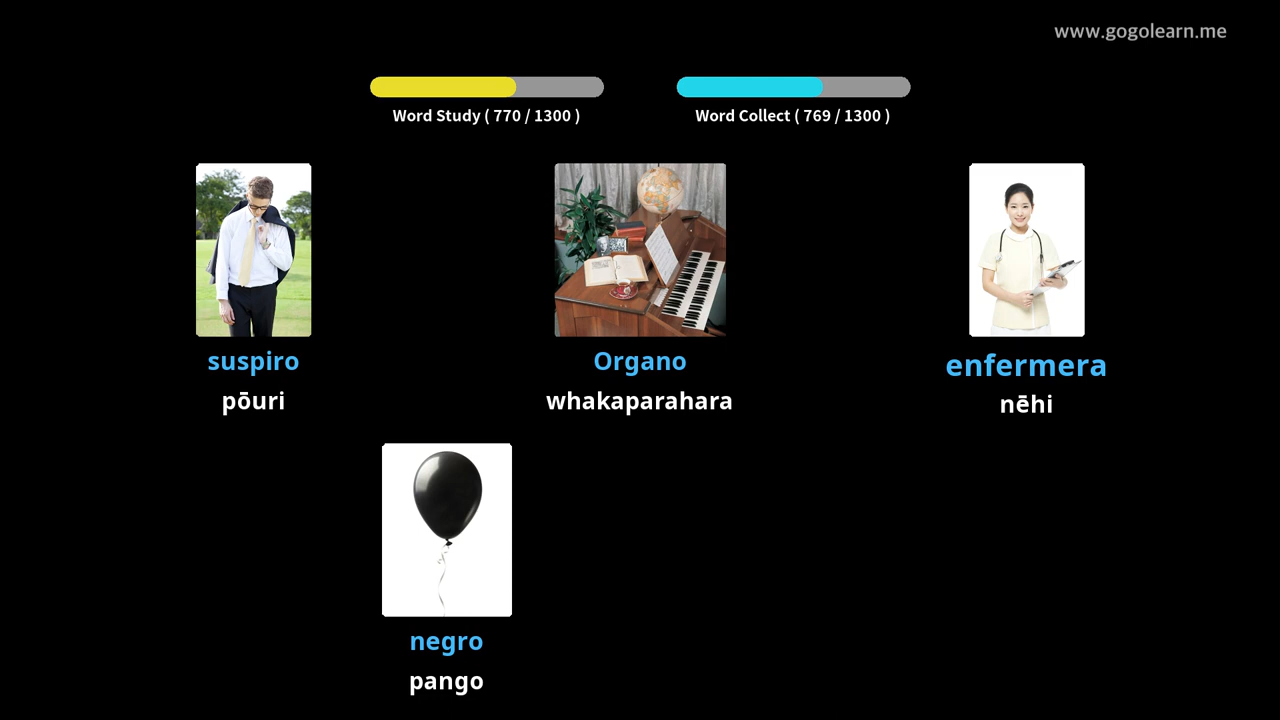 www.gogolearn.me
Word Study ( 770 / 1300 )
Word Collect ( 769 / 1300 )
suspiro
pōuri
Organo
whakaparahara
enfermera
nēhi
negro
pango